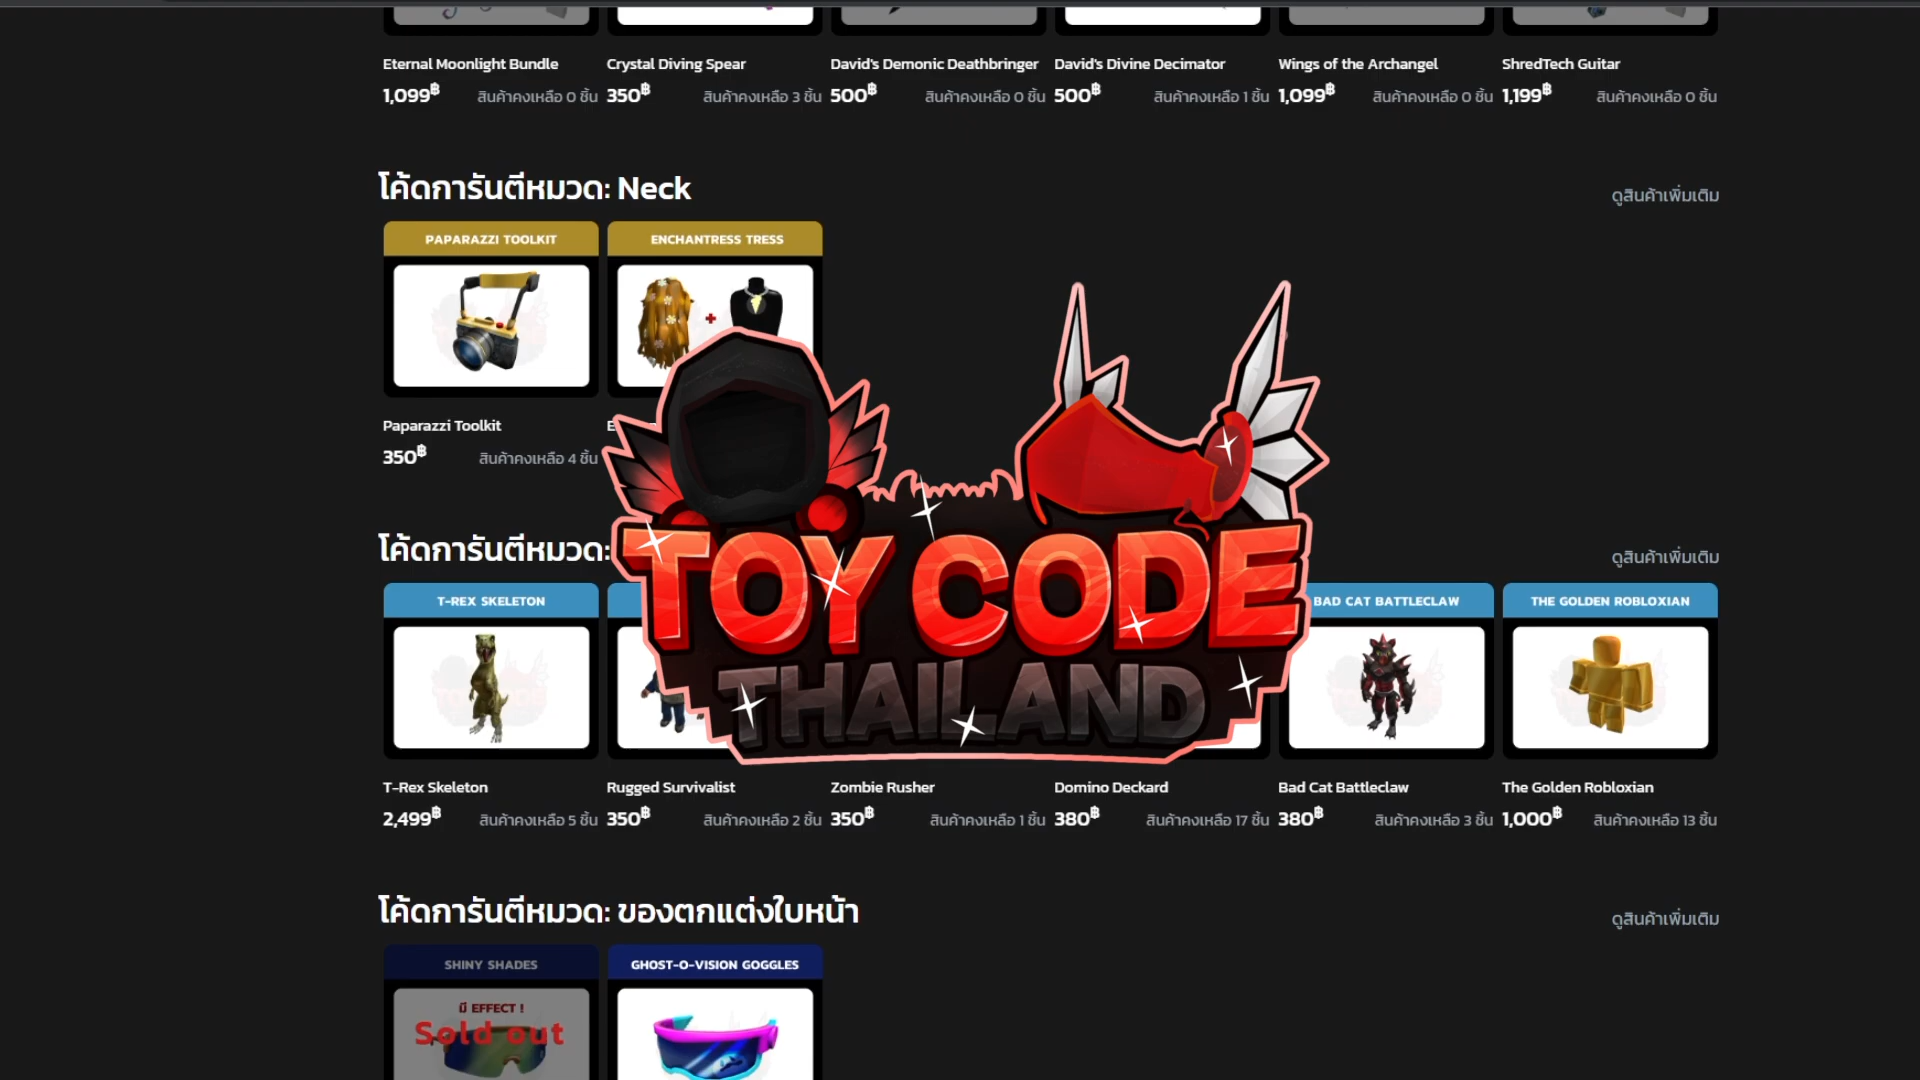 Eternal Moonlight Bundle
1,099฿ สินค้าคงเหลือ 0 ชิ้น
Crystal Diving Spear
350฿ สินค้าคงเหลือ 3 ชิ้น
David's Demonic Deathbringer
500฿ สินค้าคงเหลือ 0 ชิ้น
David's Divine Decimator
500฿ สินค้าคงเหลือ 1 ชิ้น
Wings of the Archangel
1,099฿ สินค้าคงเหลือ 0 ชิ้น
ShredTech Guitar
1,199฿ สินค้าคงเหลือ 0 ชิ้น
โค้ดการันตีหมวด: Neck
ดูสินค้าเพิ่มเติม
PAPARAZZI TOOLKIT
Paparazzi Toolkit
350฿ สินค้าคงเหลือ 4 ชิ้น
ENCHANTRESS TRESS
TOY CODE
THAILAND
โค้ดการันตีหมวด:
ดูสินค้าเพิ่มเติม
T-REX SKELETON
T-Rex Skeleton
2,499฿ สินค้าคงเหลือ 5 ชิ้น
Rugged Survivalist
350฿ สินค้าคงเหลือ 2 ชิ้น
Zombie Rusher
350฿ สินค้าคงเหลือ 1 ชิ้น
Domino Deckard
380฿ สินค้าคงเหลือ 17 ชิ้น
BAD CAT BATTLECLAW
Bad Cat Battleclaw
380฿ สินค้าคงเหลือ 3 ชิ้น
THE GOLDEN ROBLOXIAN
The Golden Robloxian
1,000฿ สินค้าคงเหลือ 13 ชิ้น
โค้ดการันตีหมวด: ของตกแต่งใบหน้า
ดูสินค้าเพิ่มเติม
SHINY SHADES
มี EFFECT !
Sold out
GHOST-O-VISION GOGGLES